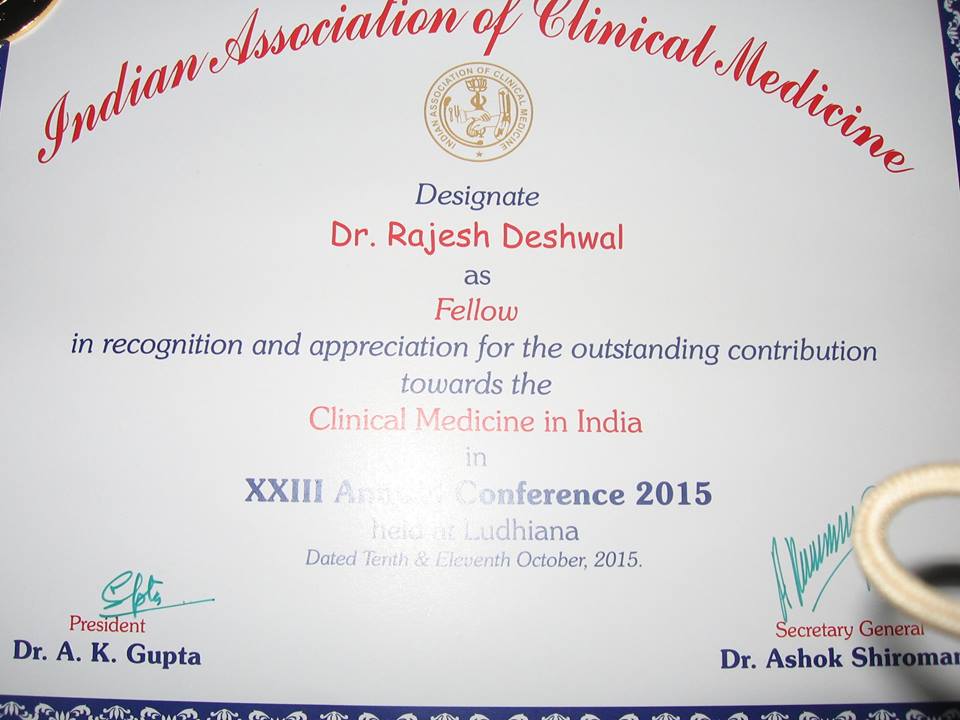 Indian Association of Clinical Medicine
INDIAN ASSOCIATION OF CLINICAL MEDICINE
Designate
Dr. Rajesh Deshwal
as
Fellow
in recognition and appreciation for the outstanding contribution
towards the
Clinical Medicine in India
in
XXIII Annual Conference 2015
held at Ludhiana
Dated Tenth & Eleventh October, 2015.
President
Dr. A. K. Gupta
Secretary General
Dr. Ashok Shiroman